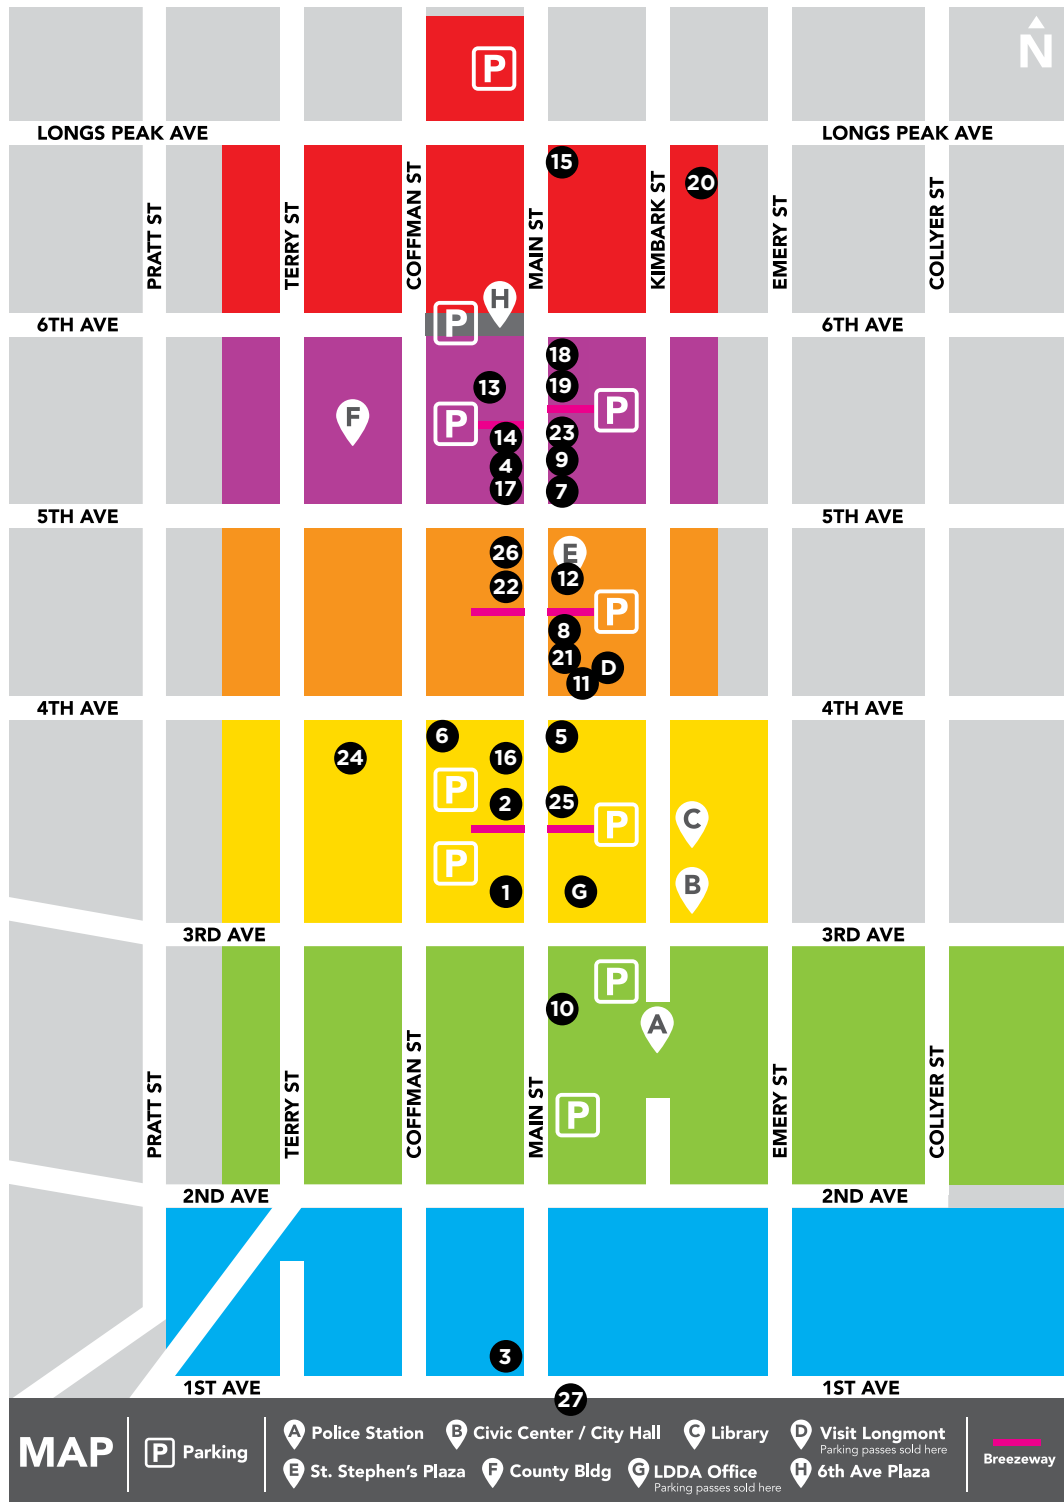 P
N
LONGS PEAK AVE
LONGS PEAK AVE
15
20
PRATT ST
TERRY ST
COFFMAN ST
MAIN ST
KIMBARK ST
EMERY ST
COLLYER ST
H
P
6TH AVE
6TH AVE
18
13
19
F
P
P
14
23
4
9
17
7
5TH AVE
5TH AVE
26
E
22
12
P
8
21
D
11
4TH AVE
4TH AVE
6
5
24
16
P
2
25
P
C
P
1
G
B
3RD AVE
3RD AVE
P
10
A
PRATT ST
TERRY ST
COFFMAN ST
MAIN ST
EMERY ST
COLLYER ST
P
2ND AVE
2ND AVE
3
1ST AVE
1ST AVE
27
MAP
P Parking
A Police Station
B Civic Center / City Hall
C Library
D Visit Longmont
Parking passes sold here
E St. Stephen's Plaza
F County Bldg
G LDDA Office
Parking passes sold here
H 6th Ave Plaza
Breezeway